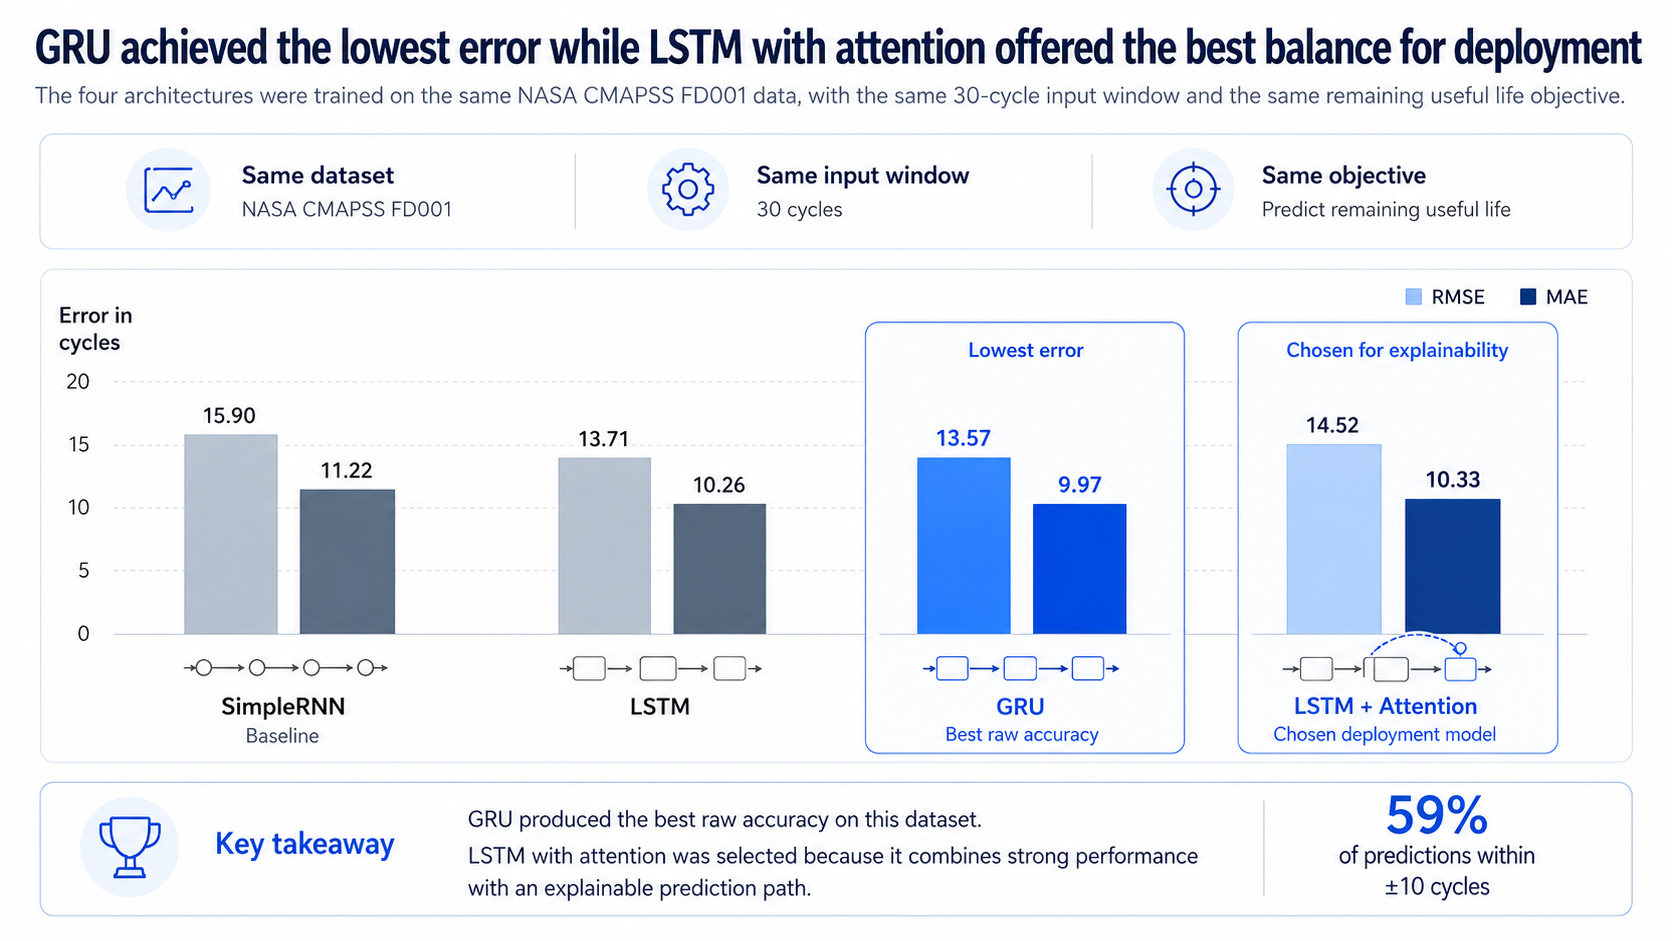 GRU achieved the lowest error while LSTM with attention offered the best balance for deployment
The four architectures were trained on the same NASA CMAPSS FD001 data, with the same 30-cycle input window and the same remaining useful life objective.
Same dataset
NASA CMAPSS FD001
Same input window
30 cycles
Same objective
Predict remaining useful life
Error in
cycles
RMSE
MAE
20
15
10
5
0
15.90
11.22
SimpleRNN
Baseline
13.71
10.26
LSTM
Lowest error
13.57
9.97
GRU
Best raw accuracy
Chosen for explainability
14.52
10.33
LSTM + Attention
Chosen deployment model
Key takeaway
GRU produced the best raw accuracy on this dataset.
LSTM with attention was selected because it combines strong performance
with an explainable prediction path.
59%
of predictions within
±10 cycles